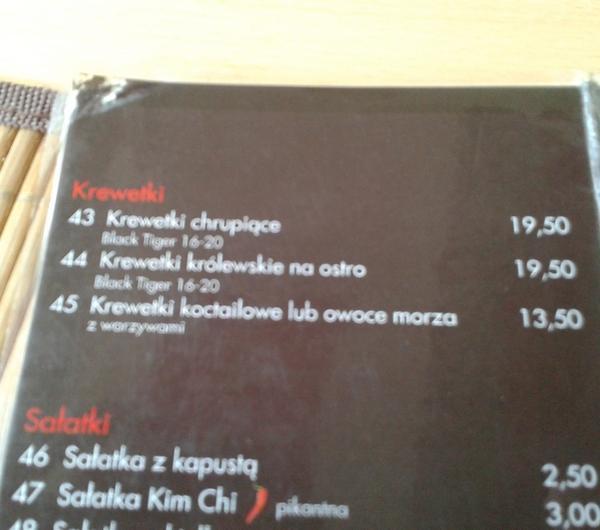 Krewetki
43 Krewetki chrupiące 19,50
Black Tiger 16-20
44 Krewetki królewskie na ostro 19,50
Black Tiger 16-20
45 Krewetki koctailowe lub owoce morza 13,50
z warzywami
Sałatki
46 Sałatka z kapustą 2,50
47 Sałatka Kim Chi pikantna 3,00
48